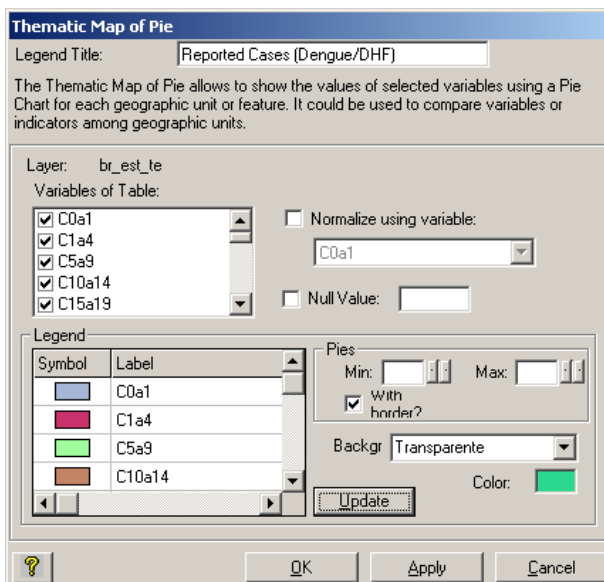 Thematic Map of Pie
Legend Title: Reported Cases (Dengue/DHF)
The Thematic Map of Pie allows to show the values of selected variables using a Pie
Chart for each geographic unit or feature. It could be used to compare variables or
indicators among geographic units.
Layer: br_est_te
Variables of Table:
C0a1
C1a4
C5a9
C10a14
C15a19
Normalize using variable:
C0a1
Null Value:
Legend
Symbol Label
C0a1
C1a4
C5a9
C10a14
Pies
Min: Max:
With
border?
Backgr Transparente
Color:
Update
?
OK Apply Cancel